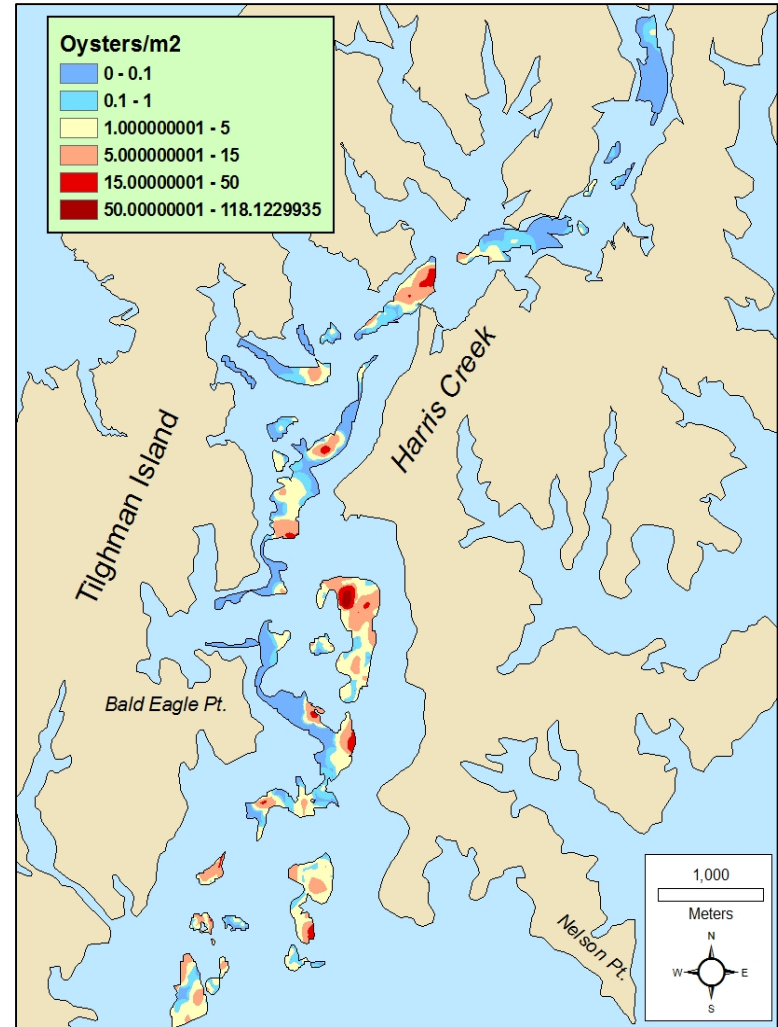 Oysters/m2
0 - 0.1
0.1 - 1
1.000000001 - 5
5.000000001 - 15
15.00000001 - 50
50.00000001 - 118.1229935
Harris Creek
Tilghman Island
Bald Eagle Pt.
Nelson Pt.
1,000
Meters
N
W
E
S